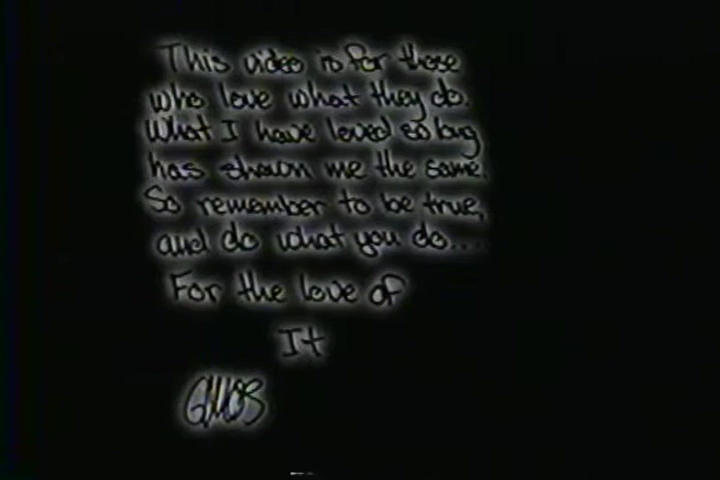 This video is for those
who love what they do.
What I have loved so long
has shown me the same.
So remember to be true,
and do what you do...
For the love of
It